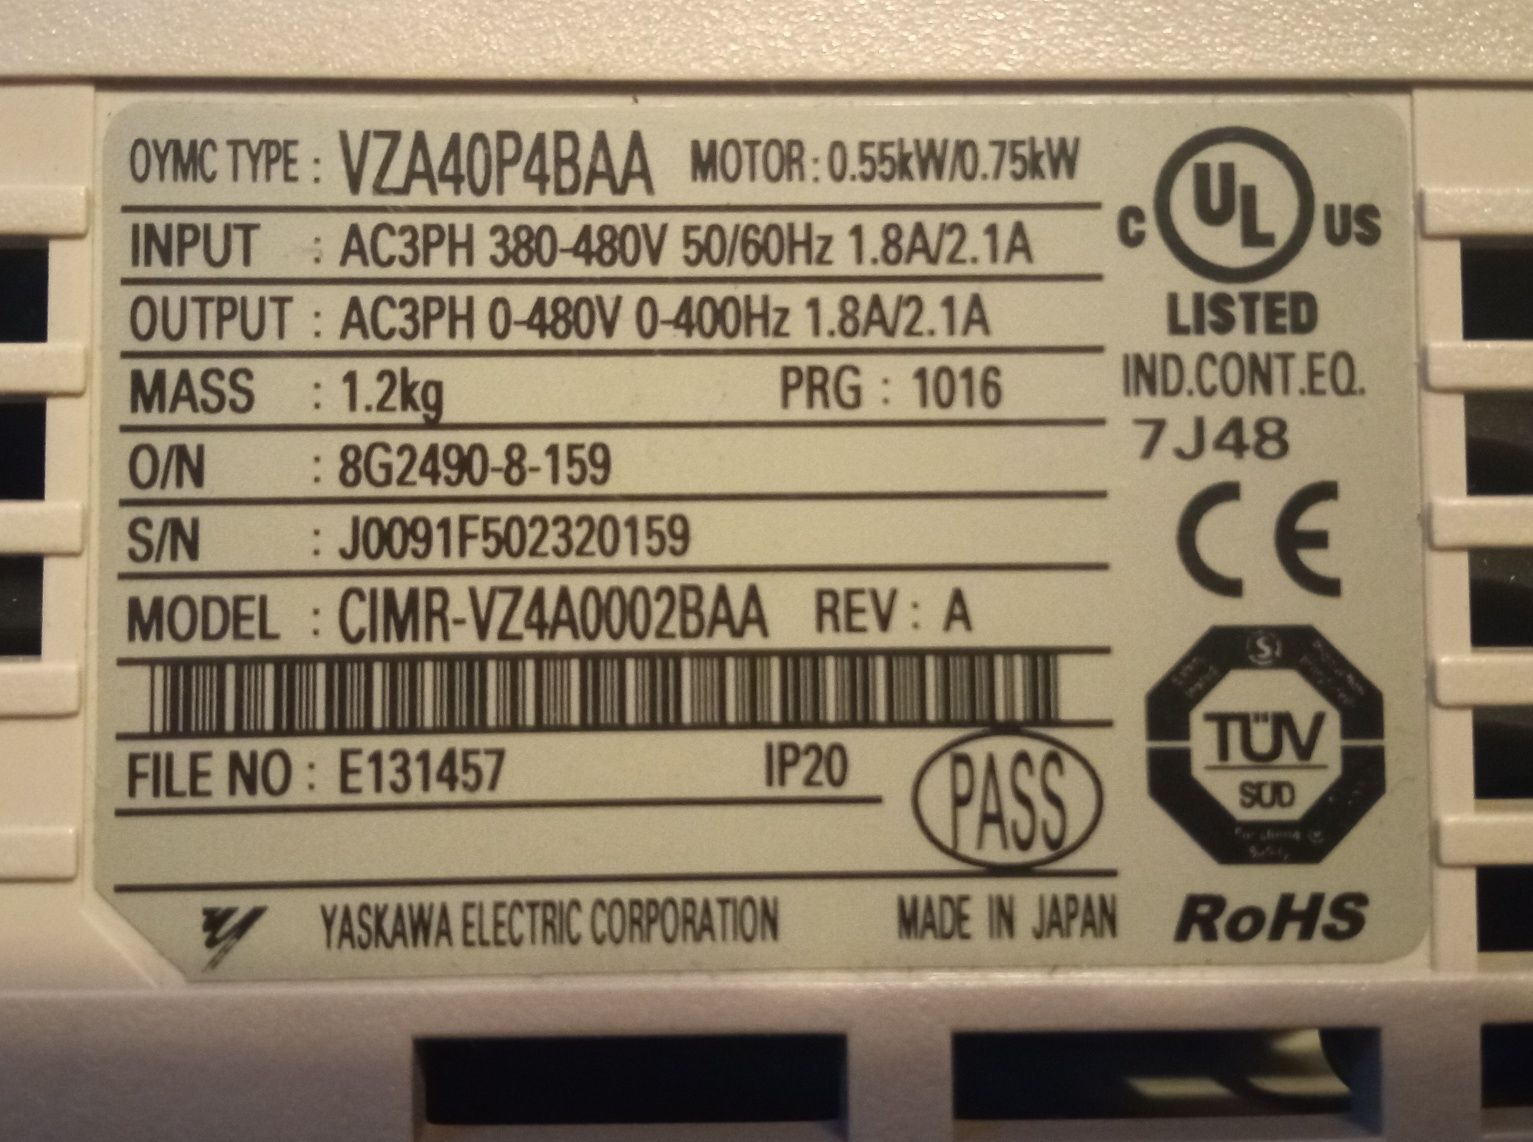 OYMC TYPE : VZA40P4BAA MOTOR : 0.55kW/0.75kW
INPUT : AC3PH 380-480V 50/60Hz 1.8A/2.1A
OUTPUT : AC3PH 0-480V 0-400Hz 1.8A/2.1A
MASS : 1.2kg PRG : 1016
O/N : 8G2490-8-159
S/N : J0091F502320159
MODEL : CIMR-VZ4A0002BAA REV : A
FILE NO : E131457 IP20
PASS
YASKAWA ELECTRIC CORPORATION MADE IN JAPAN
C UL US
LISTED
IND.CONT.EQ.
7J48
CE
TÜV
SÜD
RoHS